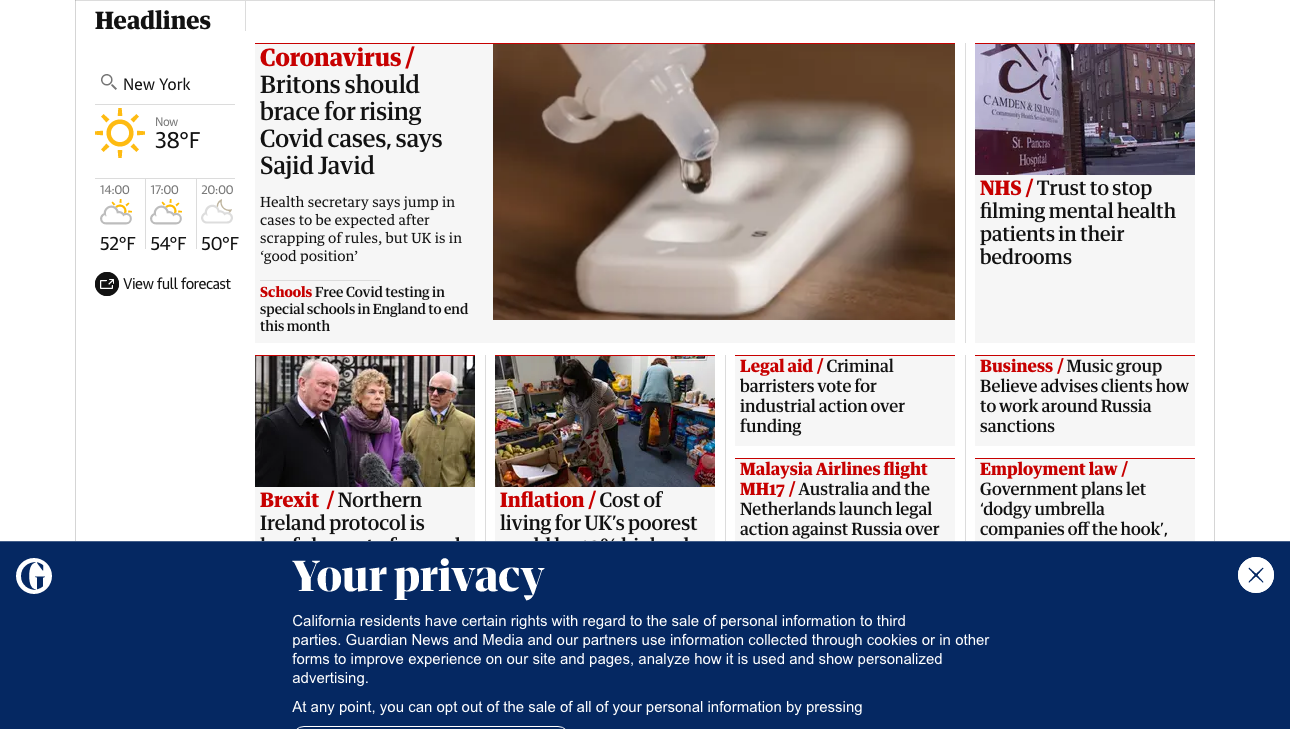 Headlines
New York
Now
38°F
14:00
17:00
20:00
52°F
54°F
50°F
View full forecast
Coronavirus /
Britons should
brace for rising
Covid cases, says
Sajid Javid
Health secretary says jump in
cases to be expected after
scrapping of rules, but UK is in
‘good position’
Schools Free Covid testing in
special schools in England to end
this month
S
CAMDEN & ISLINGTON
St. Pancras
Hospital
NHS / Trust to stop
filming mental health
patients in their
bedrooms
Brexit / Northern
Ireland protocol is
Inflation / Cost of
living for UK’s poorest
Legal aid / Criminal
barristers vote for
industrial action over
funding
Malaysia Airlines flight
MH17 / Australia and the
Netherlands launch legal
action against Russia over
Business / Music group
Believe advises clients how
to work around Russia
sanctions
Employment law /
Government plans let
‘dodgy umbrella
companies off the hook’,
Your privacy
California residents have certain rights with regard to the sale of personal information to third
parties. Guardian News and Media and our partners use information collected through cookies or in other
forms to improve experience on our site and pages, analyze how it is used and show personalized
advertising.
At any point, you can opt out of the sale of all of your personal information by pressing